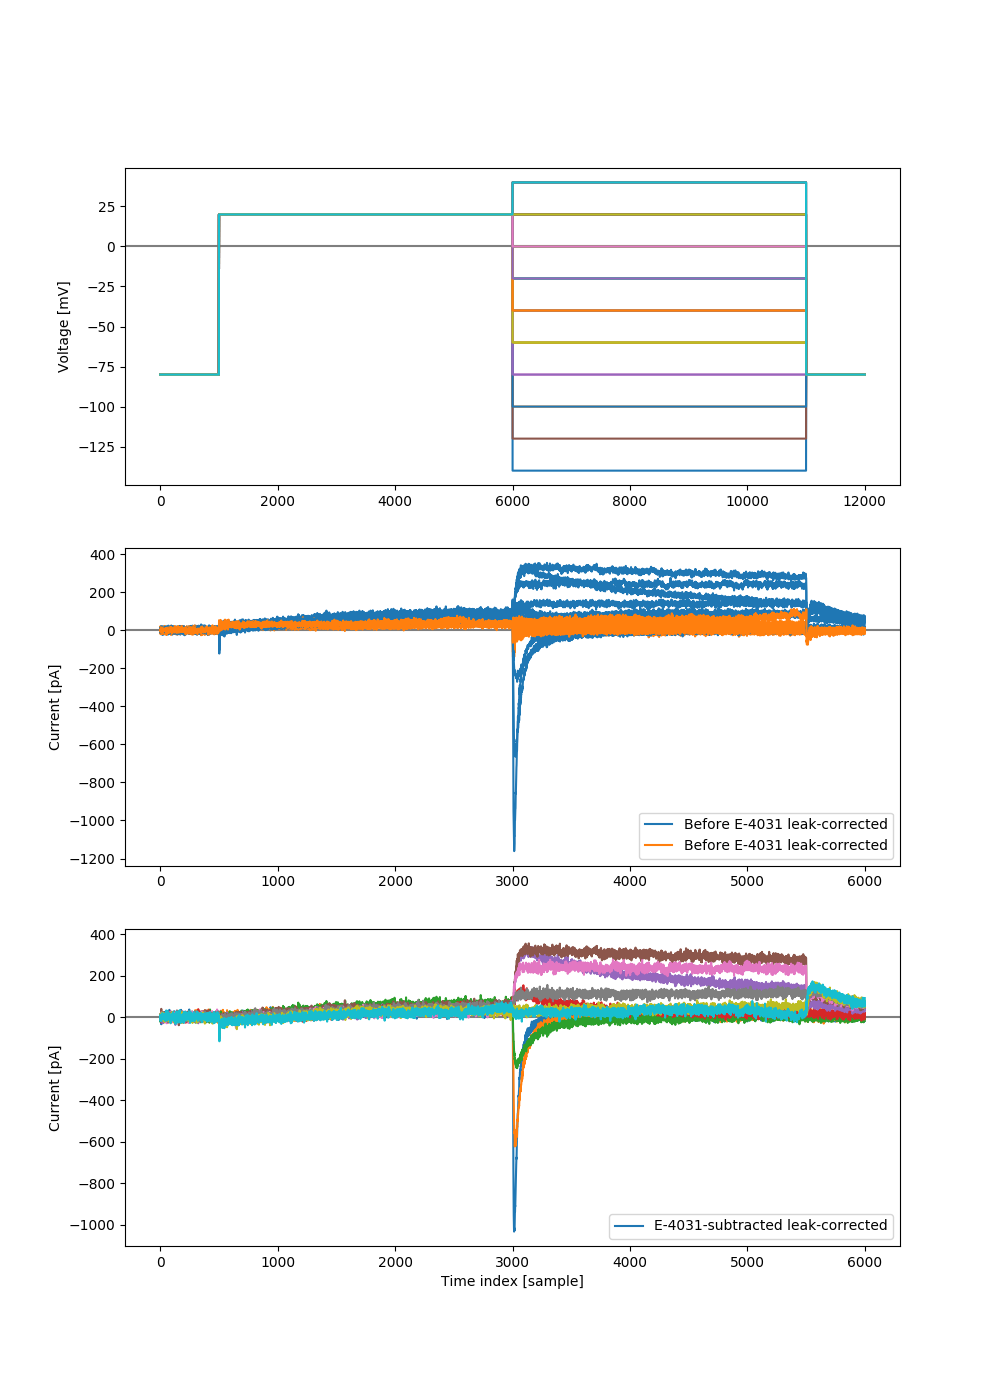 25
0
−25
−50
−75
−100
−125
Voltage [mV]
0 2000 4000 6000 8000 10000 12000
400
200
0
−200
−400
−600
−800
−1000
−1200
Current [pA]
Before E-4031 leak-corrected
Before E-4031 leak-corrected
0 1000 2000 3000 4000 5000 6000
400
200
0
−200
−400
−600
−800
−1000
Current [pA]
E-4031-subtracted leak-corrected
0 1000 2000 3000 4000 5000 6000
Time index [sample]